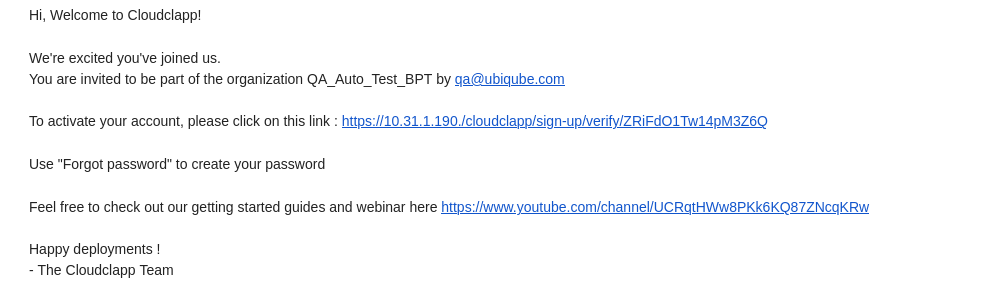 Hi, Welcome to Cloudclapp!
We're excited you've joined us.
You are invited to be part of the organization QA_Auto_Test_BPT by qa@ubiqube.com
To activate your account, please click on this link : https://10.31.1.190./cloudclapp/sign-up/verify/ZRiFdO1Tw14pM3Z6Q
Use "Forgot password" to create your password
Feel free to check out our getting started guides and webinar here https://www.youtube.com/channel/UCRqtHWw8PKk6KQ87ZNcqKRw
Happy deployments !
- The Cloudclapp Team